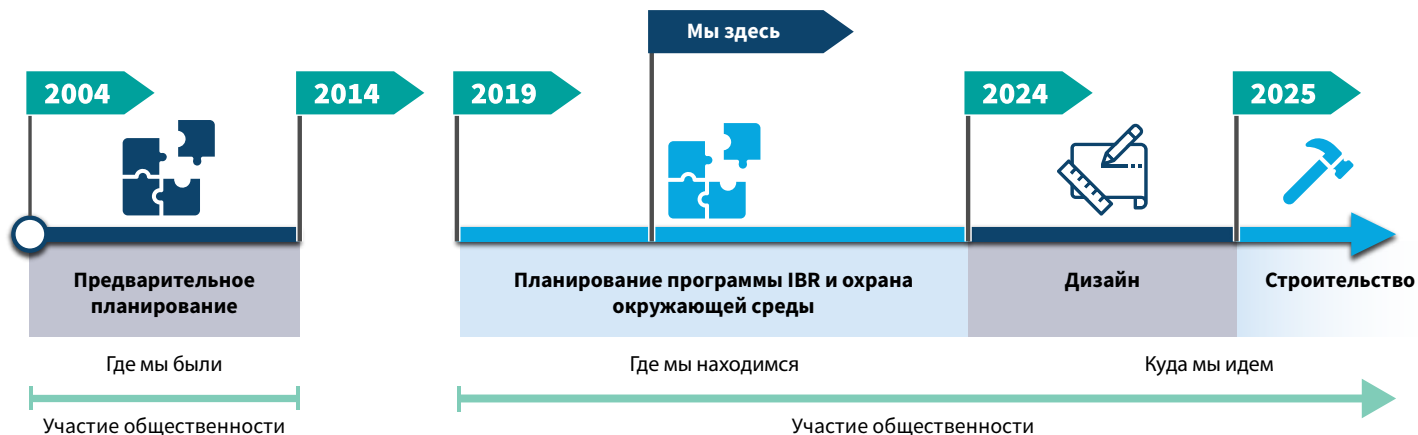 Мы здесь
2004
2014
2019
2024
2025
Предварительное
планирование
Планирование программы IBR и охрана
окружающей среды
Дизайн
Строительство
Где мы были
Где мы находимся
Куда мы идем
Участие общественности
Участие общественности